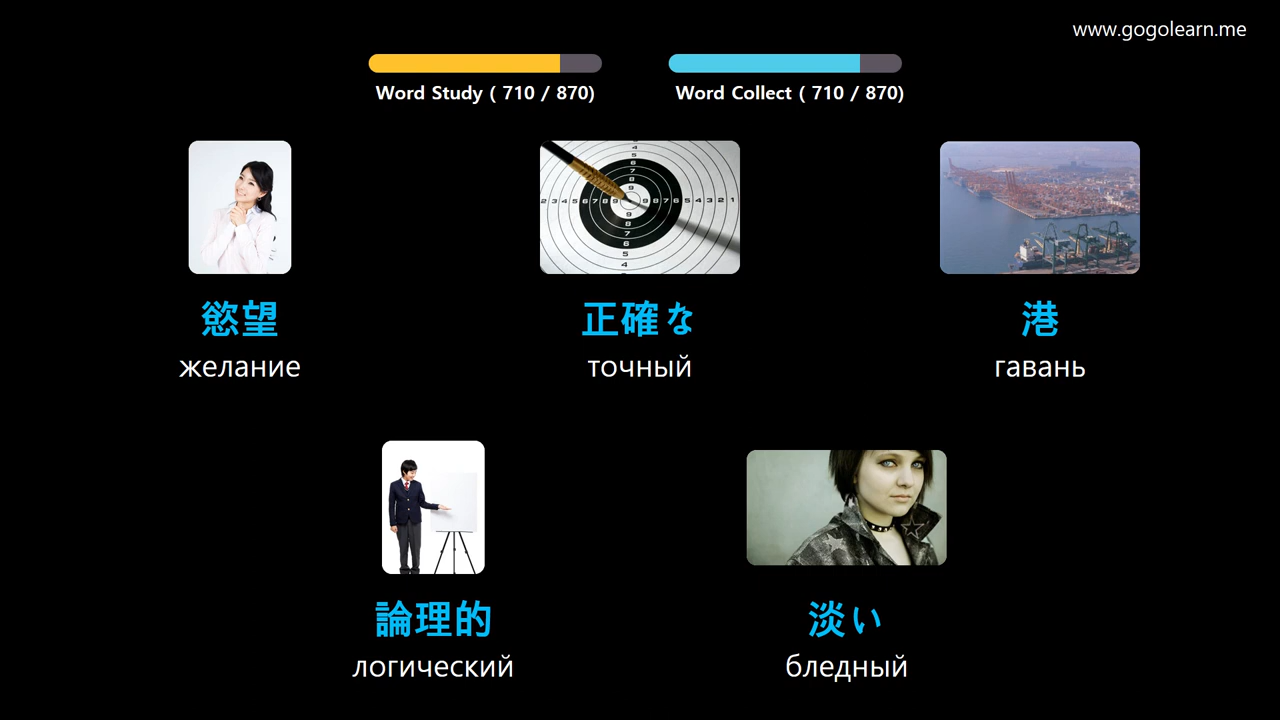 www.gogolearn.me
Word Study ( 710 / 870)
Word Collect ( 710 / 870)
慾望
желание
正確な
точный
港
гавань
論理的
логический
淡い
бледный